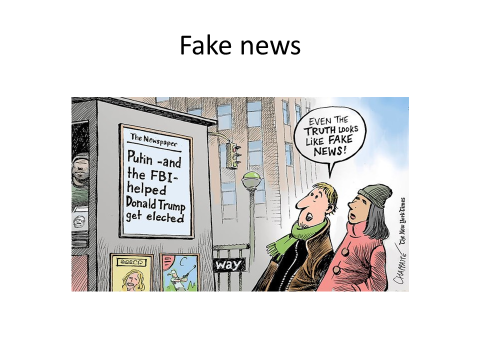 Fake news
EVEN THE
TRUTH LOOKS
LIKE FAKE
NEWS!
The Newspaper
Putin -and
the FBI-
helped
Donald Trump
get elected
way
CHAPPATTE
The New York Times